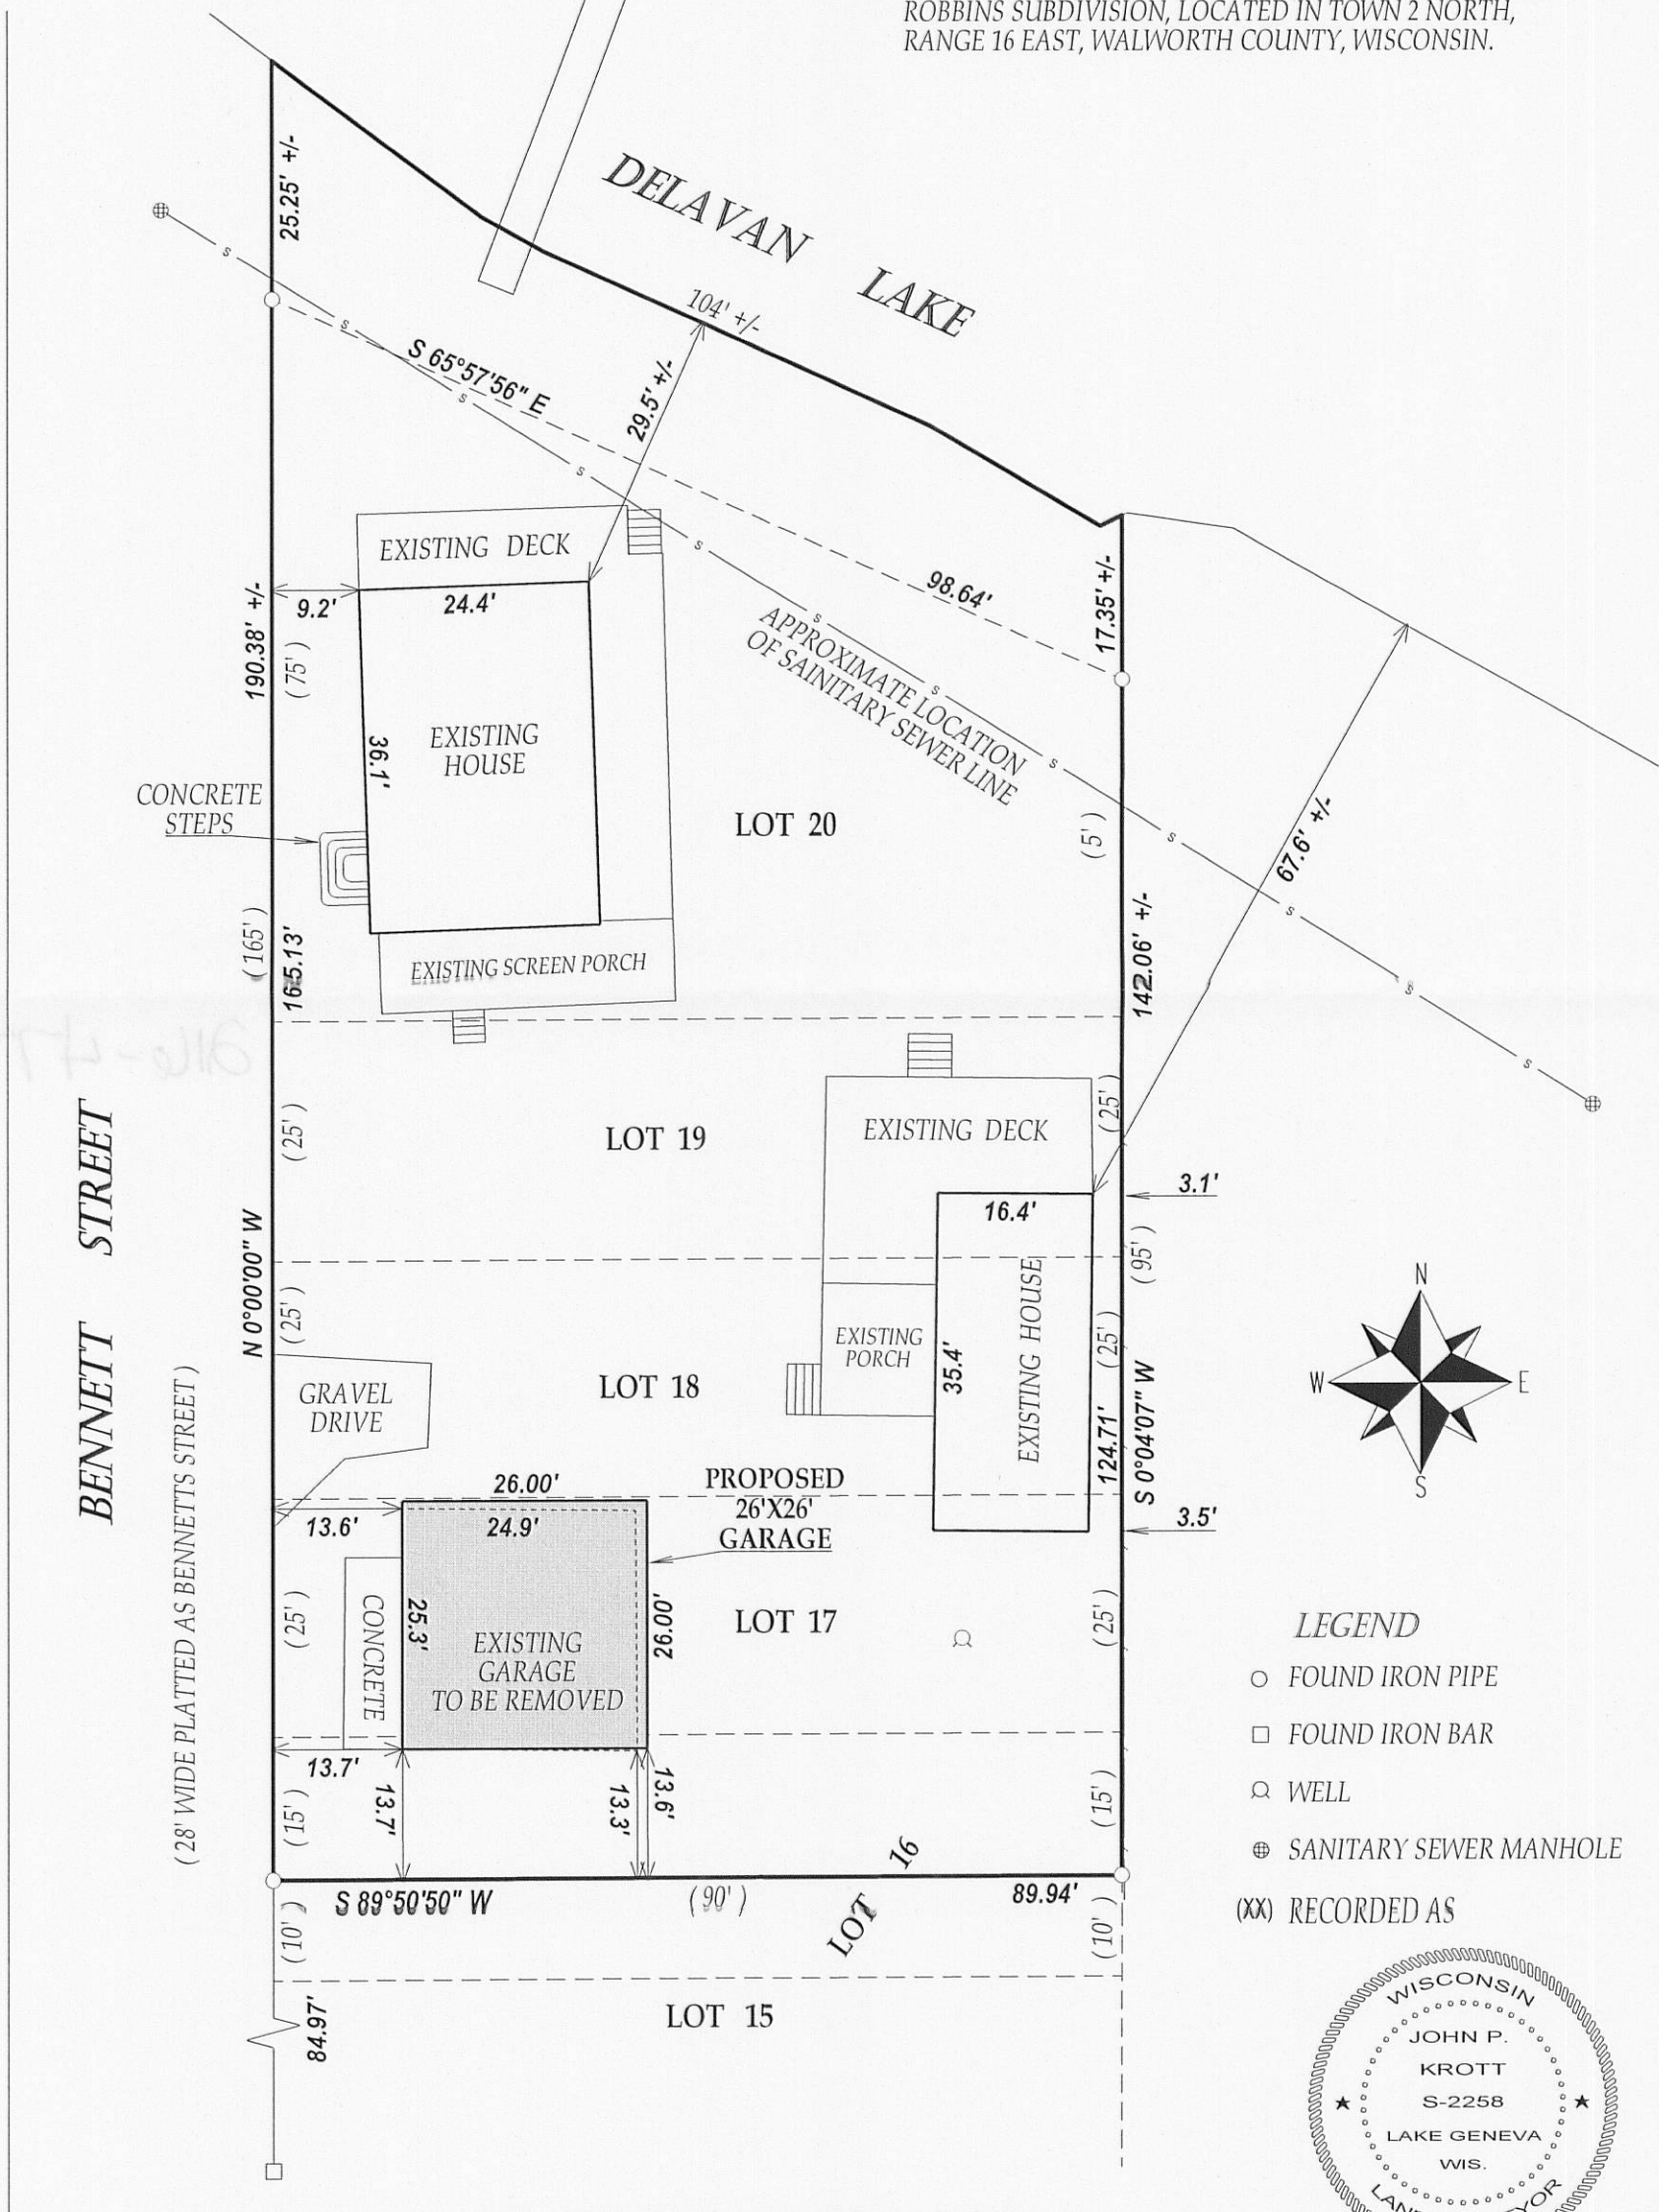 ROBBINS SUBDIVISION, LOCATED IN TOWN 2 NORTH,
RANGE 16 EAST, WALWORTH COUNTY, WISCONSIN.
25.25' +/-
DELAVAN LAKE
104' +/-
S
S
S
S
S
S
S
S
S
S
S
S
S 65°57'56" E
29.5' +/-
EXISTING DECK
98.64'
17.35' +/-
190.38' +/-
9.2'
24.4'
(75')
APPROXIMATE LOCATION
OF SAINITARY SEWER LINE
36.1'
EXISTING
HOUSE
CONCRETE
STEPS
LOT 20
(5')
67.6' +/-
(165')
165.13'
EXISTING SCREEN PORCH
142.06' +/-
BENNETT STREET
(25')
LOT 19
EXISTING DECK
(25')
3.1'
16.4'
N 0°00'00" W
(95')
(25')
EXISTING
PORCH
35.4'
EXISTING HOUSE
(25')
N
W
E
S
(28' WIDE PLATTED AS BENNETTS STREET)
GRAVEL
DRIVE
LOT 18
124.71'
S 0°04'07" W
26.00'
PROPOSED
26'X26'
GARAGE
13.6'
24.9'
3.5'
(25')
CONCRETE
25.3'
EXISTING
GARAGE
TO BE REMOVED
26.00'
LOT 17
(25')
13.7'
(15')
13.7'
13.3'
13.6'
(15')
LOT 16
S 89°50'50" W
(90')
89.94'
(10')
(10')
LOT 15
84.97'
LEGEND
FOUND IRON PIPE
FOUND IRON BAR
WELL
SANITARY SEWER MANHOLE
(XX) RECORDED AS
WISCONSIN
JOHN P.
KROTT
S-2258
LAKE GENEVA
WIS.